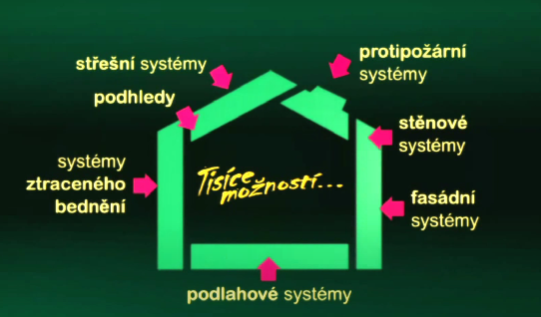 střešní systémy
podhledy
systémy
ztraceného
bednění
protipožární
systémy
stěnové
systémy
fasádní
systémy
Tisíce
možností...
podlahové systémy